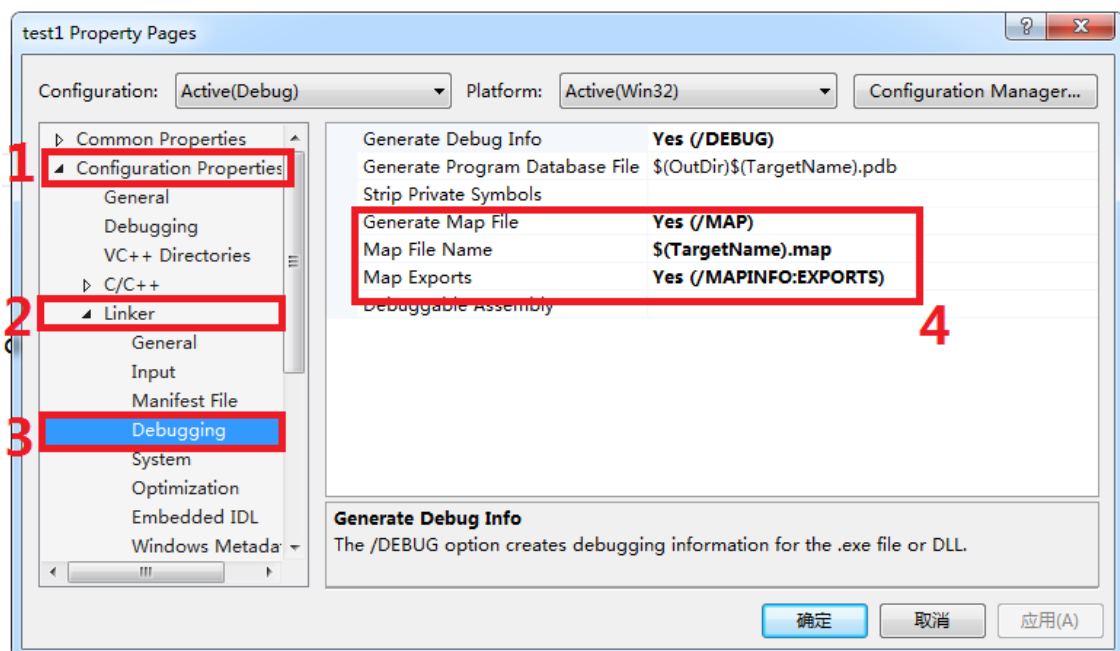 test1 Property Pages
Configuration: Active(Debug) Platform: Active(Win32) Configuration Manager...
1
Common Properties
Configuration Properties
General
Debugging
VC++ Directories
C/C++
2
Linker
General
Input
Manifest File
3
Debugging
System
Optimization
Embedded IDL
Windows Metada
Generate Debug Info Yes (/DEBUG)
Generate Program Database File $(OutDir)$(TargetName).pdb
Strip Private Symbols
Generate Map File Yes (/MAP)
Map File Name $(TargetName).map
Map Exports Yes (/MAPINFO:EXPORTS)
Debuggable Assembly
4
Generate Debug Info
The /DEBUG option creates debugging information for the .exe file or DLL.
确定 取消 应用(A)